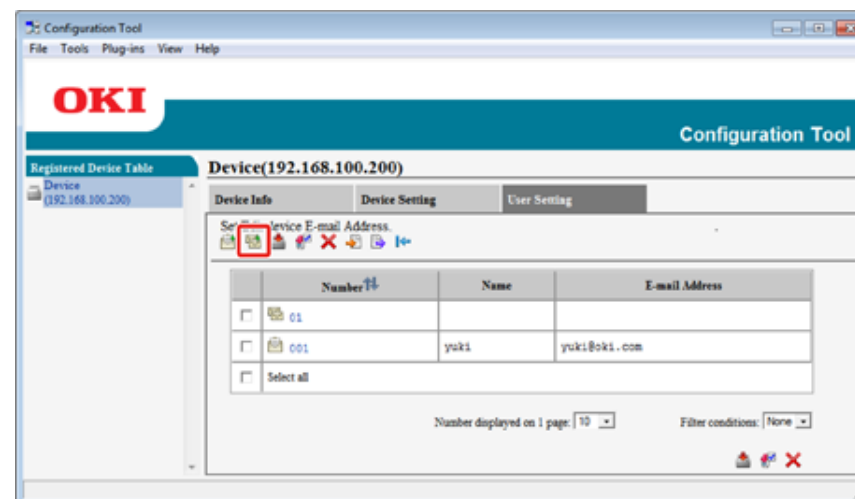 Configuration Tool
File Tools Plug-ins View Help
OKI
Configuration Tool
Registered Device Table
Device
(192.168.100.200)
Device(192.168.100.200)
Device Info Device Setting User Setting
device E-mail Address.
Number Name E-mail Address
01
001 yuki yuki@oki.com
Select all
Number displayed on 1 page: 10 Filter conditions: None